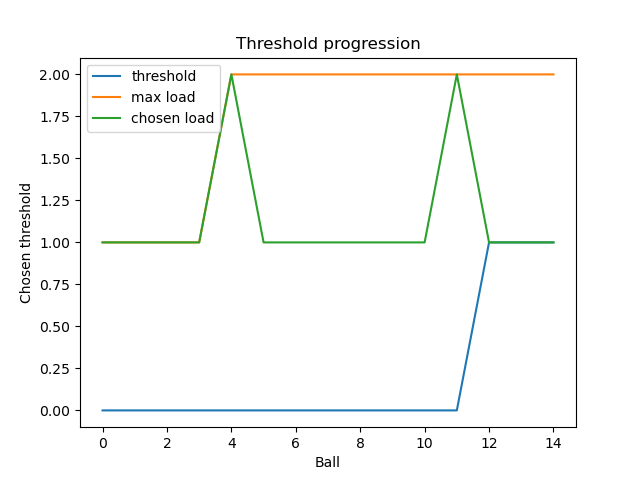 Threshold progression
threshold
max load
chosen load
Chosen threshold
2.00
1.75
1.50
1.25
1.00
0.75
0.50
0.25
0.00
0 2 4 6 8 10 12 14
Ball